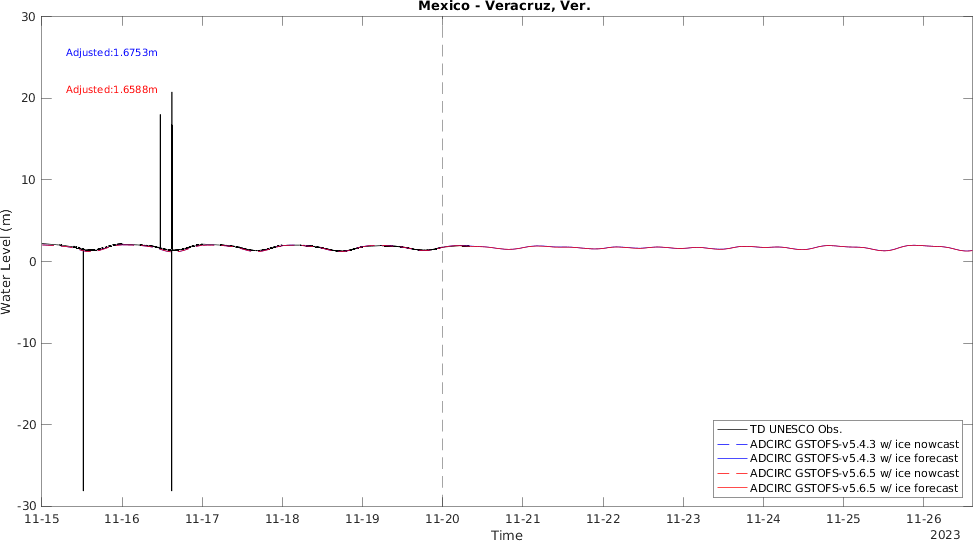 Mexico - Veracruz, Ver.
30
Adjusted:1.6753m
Adjusted:1.6588m
20
10
0
-10
-20
-30
Water Level (m)
TD UNESCO Obs.
ADCIRC GSTOFS-v5.4.3 w/ ice nowcast
ADCIRC GSTOFS-v5.4.3 w/ ice forecast
ADCIRC GSTOFS-v5.6.5 w/ ice nowcast
ADCIRC GSTOFS-v5.6.5 w/ ice forecast
11-15 11-16 11-17 11-18 11-19 11-20 11-21 11-22 11-23 11-24 11-25 11-26
Time
2023